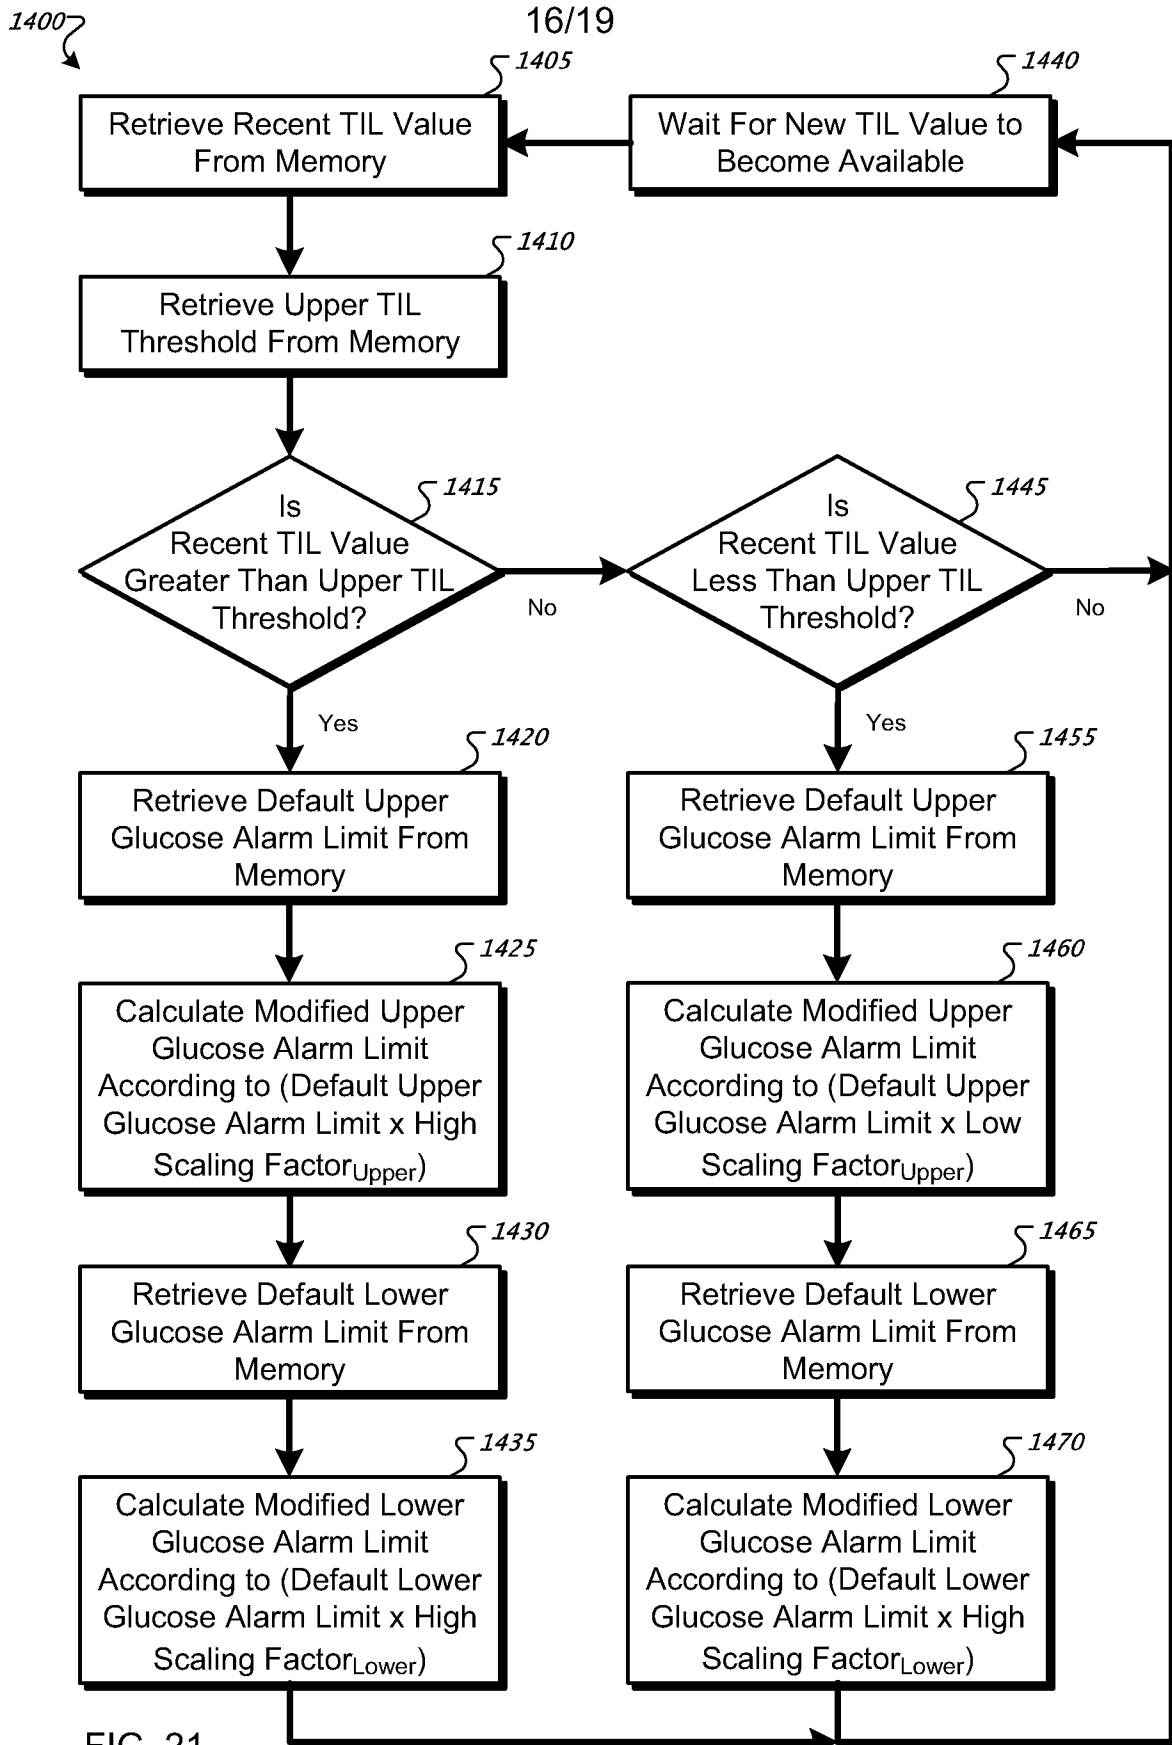 16/19
1400
1405
Retrieve Recent TIL Value
From Memory
1440
Wait For New TIL Value to
Become Available
1410
Retrieve Upper TIL
Threshold From Memory
1415
Is
Recent TIL Value
Greater Than Upper TIL
Threshold?
No
Yes
1445
Is
Recent TIL Value
Less Than Upper TIL
Threshold?
No
Yes
1420
Retrieve Default Upper
Glucose Alarm Limit From
Memory
1425
Calculate Modified Upper
Glucose Alarm Limit
According to (Default Upper
Glucose Alarm Limit x High
Scaling FactorUpper)
1430
Retrieve Default Lower
Glucose Alarm Limit From
Memory
1435
Calculate Modified Lower
Glucose Alarm Limit
According to (Default Lower
Glucose Alarm Limit x High
Scaling FactorLower)
1455
Retrieve Default Upper
Glucose Alarm Limit From
Memory
1460
Calculate Modified Upper
Glucose Alarm Limit
According to (Default Upper
Glucose Alarm Limit x Low
Scaling FactorUpper)
1465
Retrieve Default Lower
Glucose Alarm Limit From
Memory
1470
Calculate Modified Lower
Glucose Alarm Limit
According to (Default Lower
Glucose Alarm Limit x High
Scaling FactorLower)
FIG. 21